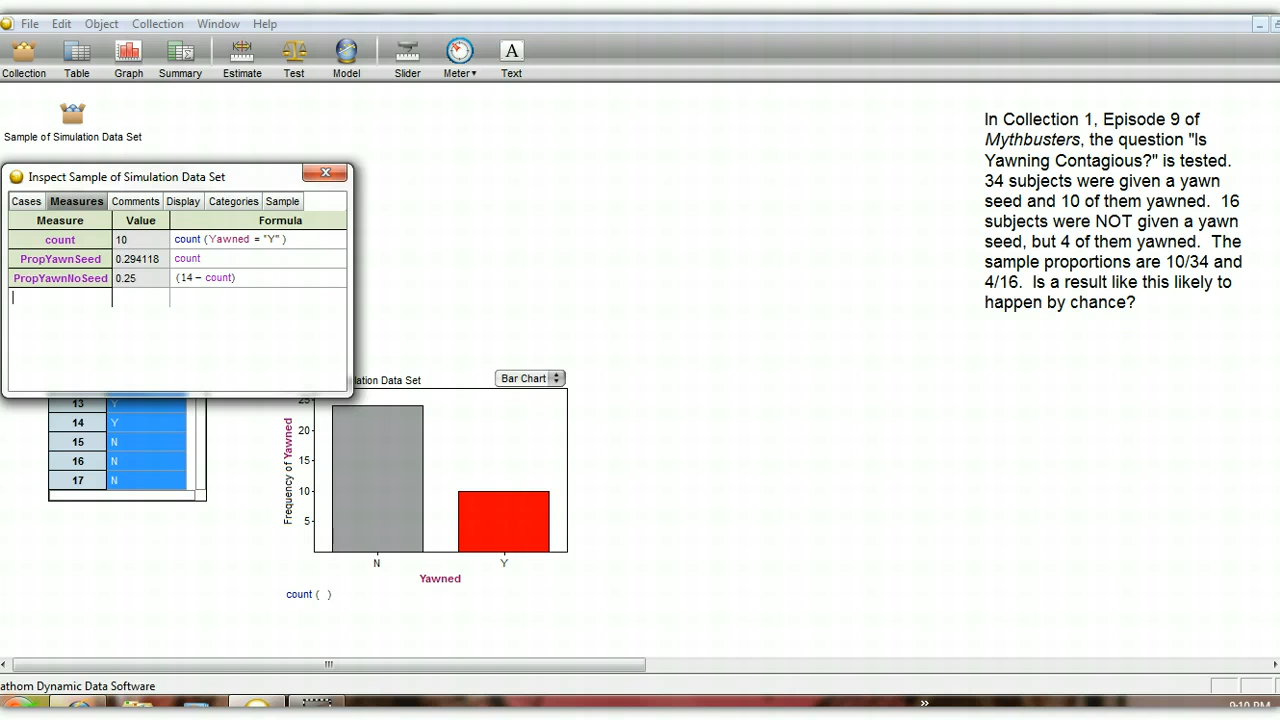 File Edit Object Collection Window Help
Collection Table Graph Summary Estimate Test Model Slider Meter▾ A Text
Sample of Simulation Data Set
Inspect Sample of Simulation Data Set
Cases Measures Comments Display Categories Sample
Measure Value Formula
count 10 count (Yawned = "Y" )
PropYawnSeed 0.294118 count
PropYawnNoSeed 0.25 (14 – count)
lation Data Set Bar Chart
13 Y
14 Y
15 N
16 N
17 N
25
20
15
10
5
Frequency of Yawned
N Y
Yawned
count ( )
In Collection 1, Episode 9 of
Mythbusters, the question "Is
Yawning Contagious?" is tested.
34 subjects were given a yawn
seed and 10 of them yawned. 16
subjects were NOT given a yawn
seed, but 4 of them yawned. The
sample proportions are 10/34 and
4/16. Is a result like this likely to
happen by chance?
athom Dynamic Data Software
9:10 PM